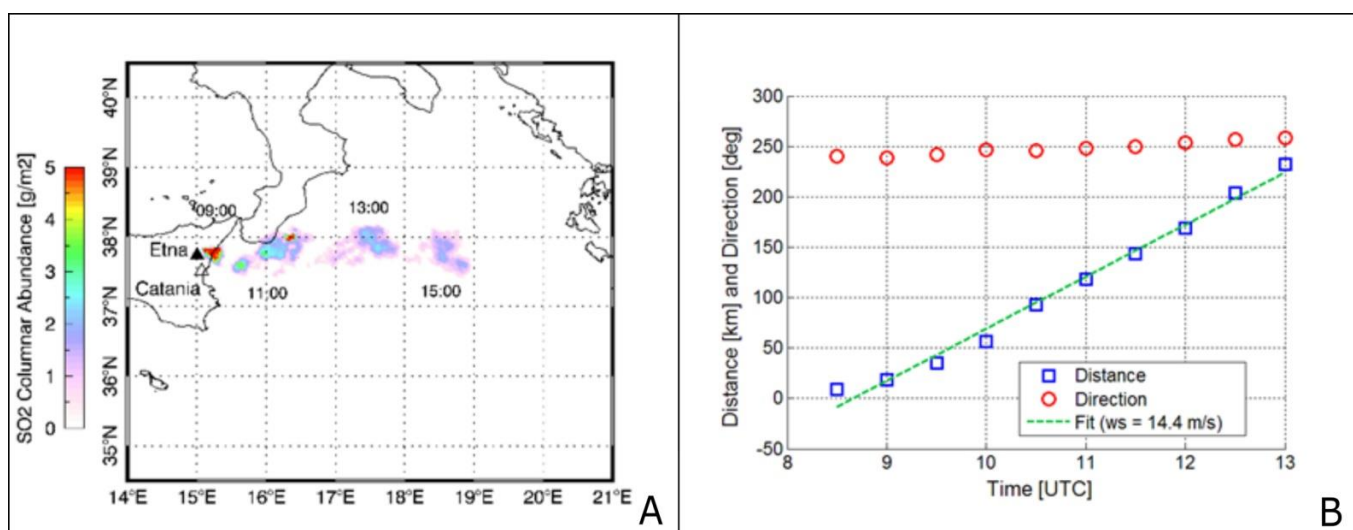 SO2 Columnar Abundance [g/m2]
5
4
3
2
1
0
40°N
39°N
38°N
37°N
36°N
35°N
14°E 15°E 16°E 17°E 18°E 19°E 20°E 21°E
09:00
13:00
Etna
Catania
11:00
15:00
A
Distance [km] and Direction [deg]
300
250
200
150
100
50
0
-50
8 9 10 11 12 13
Time [UTC]
Distance
Direction
Fit (ws = 14.4 m/s)
B